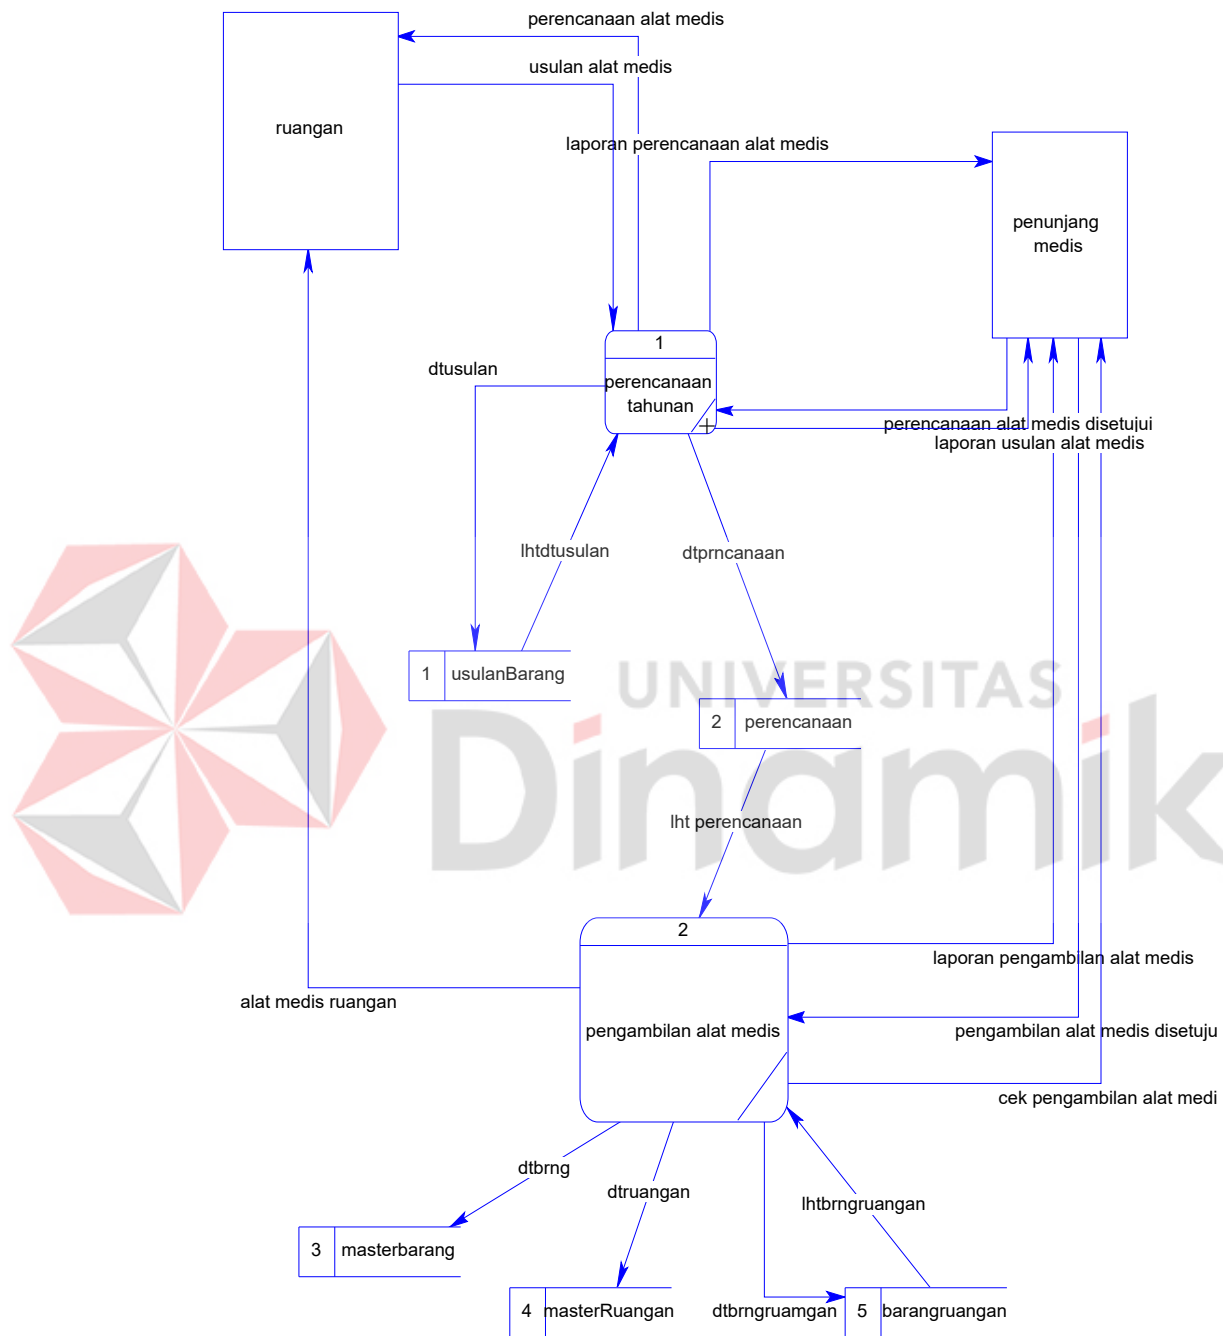 perencanaan alat medis
usulan alat medis
ruangan
laporan perencanaan alat medis
penunjang
medis
1
perencanaan
tahunan
dtusulan
perencanaan alat medis disetujui
laporan usulan alat medis
lhtdtusulan
dtprncanaan
1 usulanBarang
UNIVERSITAS
Dinamik
2 perencanaan
lht perencanaan
2
laporan pengambilan alat medis
alat medis ruangan
pengambilan alat medis
pengambilan alat medis disetuju
cek pengambilan alat medi
dtbrng
dtruangan
lhtbrngruangan
3 masterbarang
4 masterRuangan
dtbrngruamgan
5 barangruangan